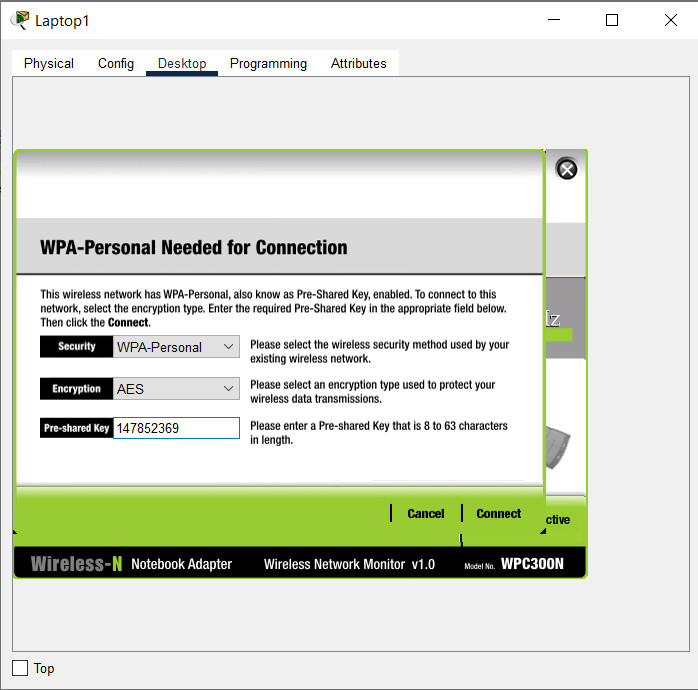 Laptop1
Physical Config Desktop Programming Attributes
WPA-Personal Needed for Connection
This wireless network has WPA-Personal, also know as Pre-Shared Key, enabled. To connect to this
network, select the encryption type. Enter the required Pre-Shared Key in the appropriate field below.
Then click the Connect.
Security WPA-Personal
Please select the wireless security method used by your
existing wireless network.
Encryption AES
Please select an encryption type used to protect your
wireless data transmissions.
Pre-shared Key 147852369
Please enter a Pre-shared Key that is 8 to 63 characters
in length.
Hz
Cancel Connect
ctive
Wireless-N Notebook Adapter Wireless Network Monitor v1.0 Model No. WPC300N
Top